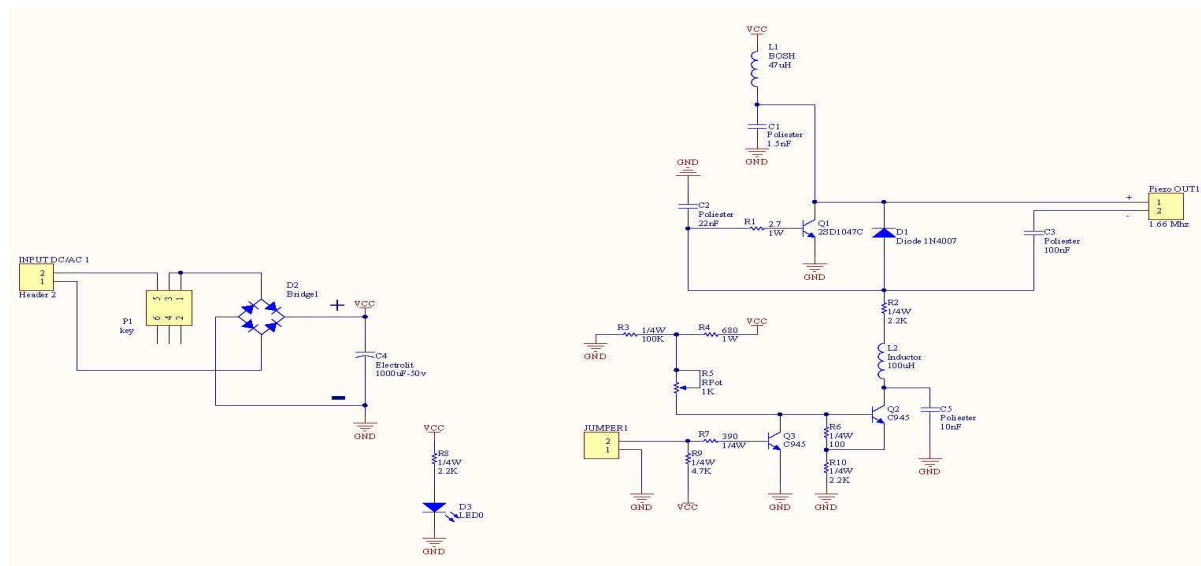 VCC
L1
BOSH
47uH
C1
Poliester
1.5nF
GND
GND
C2
Poliester
22nF
R1
2.7
1W
Q1
2SD1047C
GND
D1
Diode 1N4007
+
-
Piezo OUT1
1
2
1.66 Mhz
C3
Poliester
100nF
INPUT DC/AC 1
2
1
Header 2
5
3
1
6
4
2
P1
key
D2
Bridge1
+
VCC
C4
Electrolit
1000uF-50v
-
GND
VCC
R8
1/4W
2.2K
D3
LED0
GND
R2
1/4W
2.2K
L2
Inductor
100uH
R3
1/4W
100K
GND
R4
680
1W
VCC
R5
RPot
1K
JUMPER1
2
1
GND
R7
390
1/4W
R9
1/4W
4.7K
VCC
Q3
C945
GND
R6
1/4W
100
R10
1/4W
2.2K
GND
Q2
C945
C5
Poliester
10nF
GND